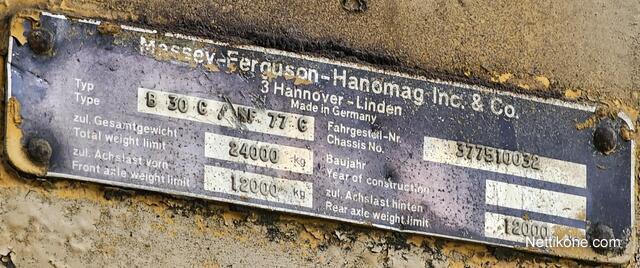 Massey-Ferguson-Hanomag Inc. & Co.
3 Hannover-Linden
Made in Germany
Typ
Type
B 30 C / MF 77 C
zul. Gesamtgewicht
Total weight limit
24000 kg
zul. Achslast vorn
Front axle weight limit
12000 kg
Fahrgestell-Nr.
Chassis No.
377510032
Baujahr
Year of construction
zul. Achslast hinten
Rear axle weight limit
12000
Nettikone.com